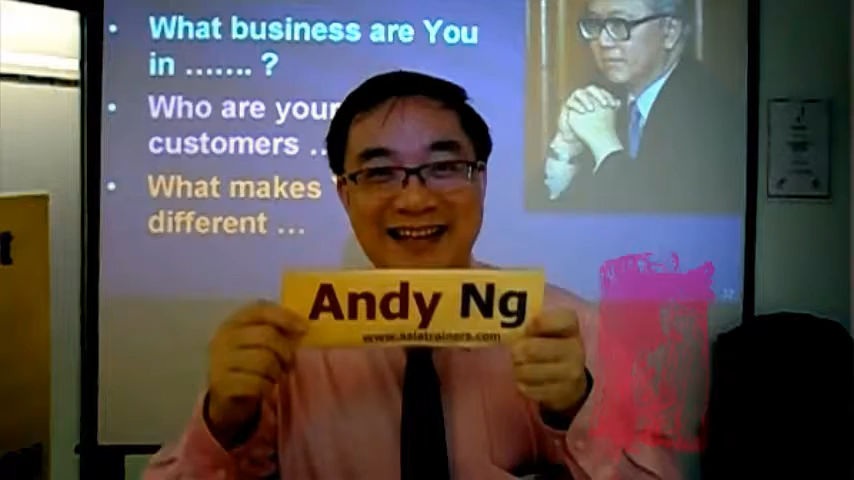 • What business are You
in ....... ?
• Who are your
customers ..
• What makes
different ...
Andy Ng
www.asiatrainers.com